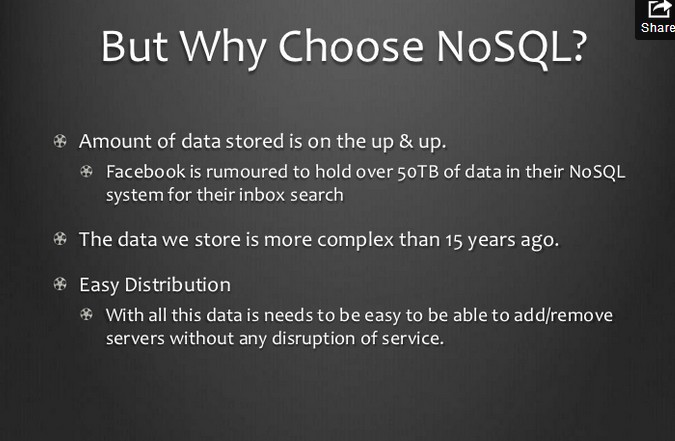 Share
But Why Choose NoSQL?
Amount of data stored is on the up & up.
Facebook is rumoured to hold over 50TB of data in their NoSQL
system for their inbox search
The data we store is more complex than 15 years ago.
Easy Distribution
With all this data is needs to be easy to be able to add/remove
servers without any disruption of service.